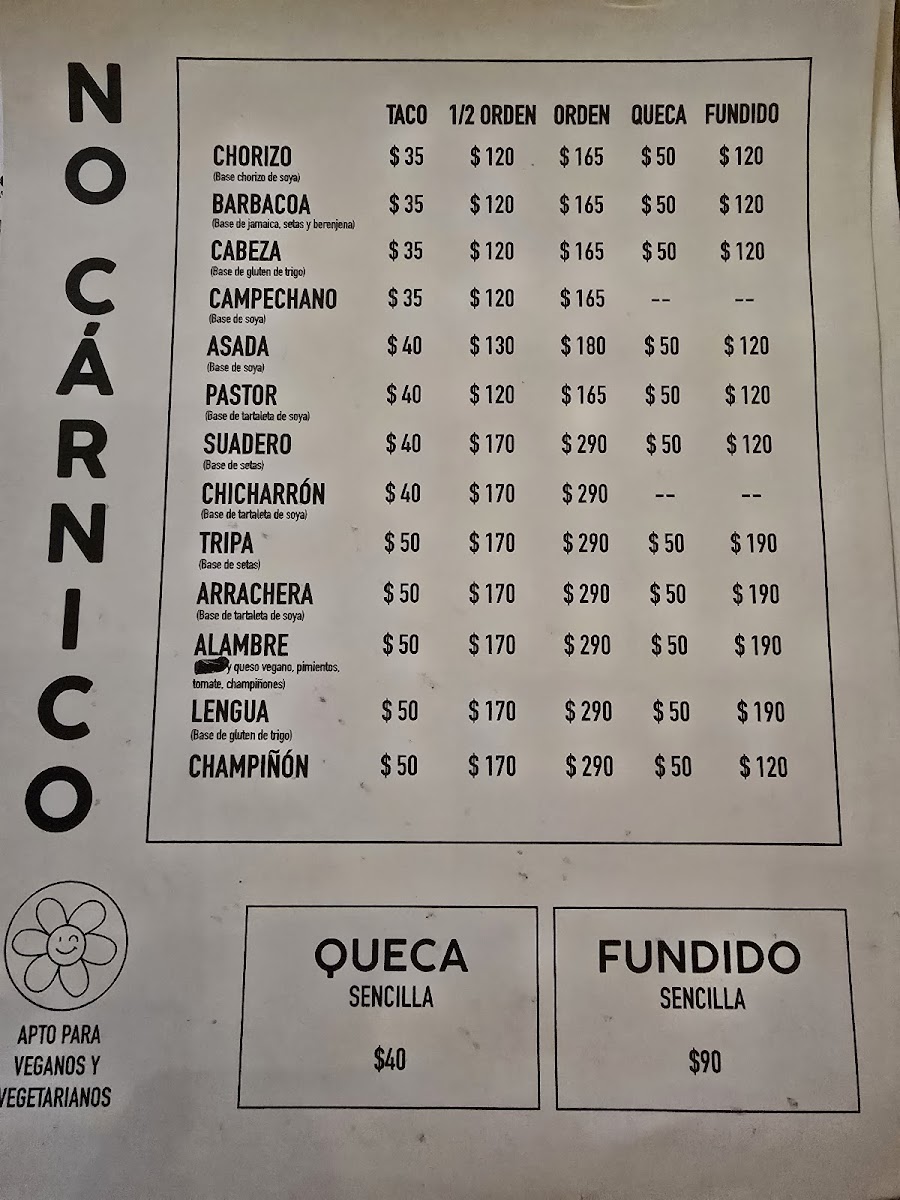 NO CÁRNICO
TACO 1/2 ORDEN ORDEN QUECA FUNDIDO
CHORIZO $ 35 $ 120 $ 165 $ 50 $ 120
(Base chorizo de soya)
BARBACOA $ 35 $ 120 $ 165 $ 50 $ 120
(Base de jamaica, setas y berenjena)
CABEZA $ 35 $ 120 $ 165 $ 50 $ 120
(Base de gluten de trigo)
CAMPECHANO $ 35 $ 120 $ 165 -- --
(Base de soya)
ASADA $ 40 $ 130 $ 180 $ 50 $ 120
(Base de soya)
PASTOR $ 40 $ 120 $ 165 $ 50 $ 120
(Base de tartaleta de soya)
SUADERO $ 40 $ 170 $ 290 $ 50 $ 120
(Base de setas)
CHICHARRÓN $ 40 $ 170 $ 290 -- --
(Base de tartaleta de soya)
TRIPA $ 50 $ 170 $ 290 $ 50 $ 190
(Base de setas)
ARRACHERA $ 50 $ 170 $ 290 $ 50 $ 190
(Base de tartaleta de soya)
ALAMBRE $ 50 $ 170 $ 290 $ 50 $ 190
y queso vegano, pimientos,
tomate, champiñones)
LENGUA $ 50 $ 170 $ 290 $ 50 $ 190
(Base de gluten de trigo)
CHAMPIÑÓN $ 50 $ 170 $ 290 $ 50 $ 120
APTO PARA
VEGANOS Y
VEGETARIANOS
QUECA
SENCILLA
$40
FUNDIDO
SENCILLA
$90